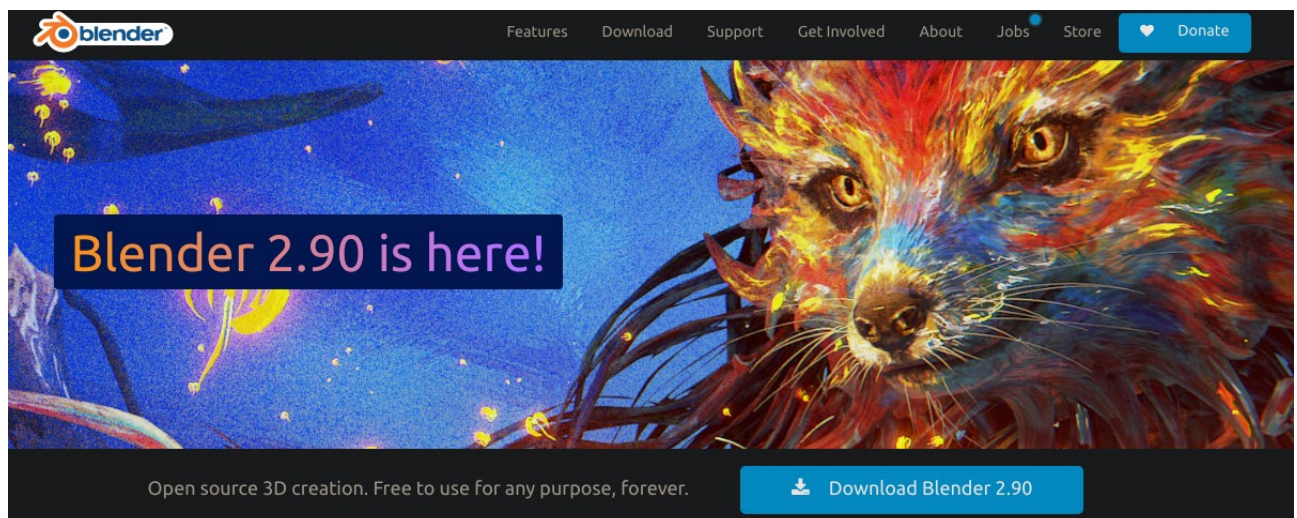 blender
Features Download Support Get Involved About Jobs Store Donate
Blender 2.90 is here!
Open source 3D creation. Free to use for any purpose, forever.
Download Blender 2.90